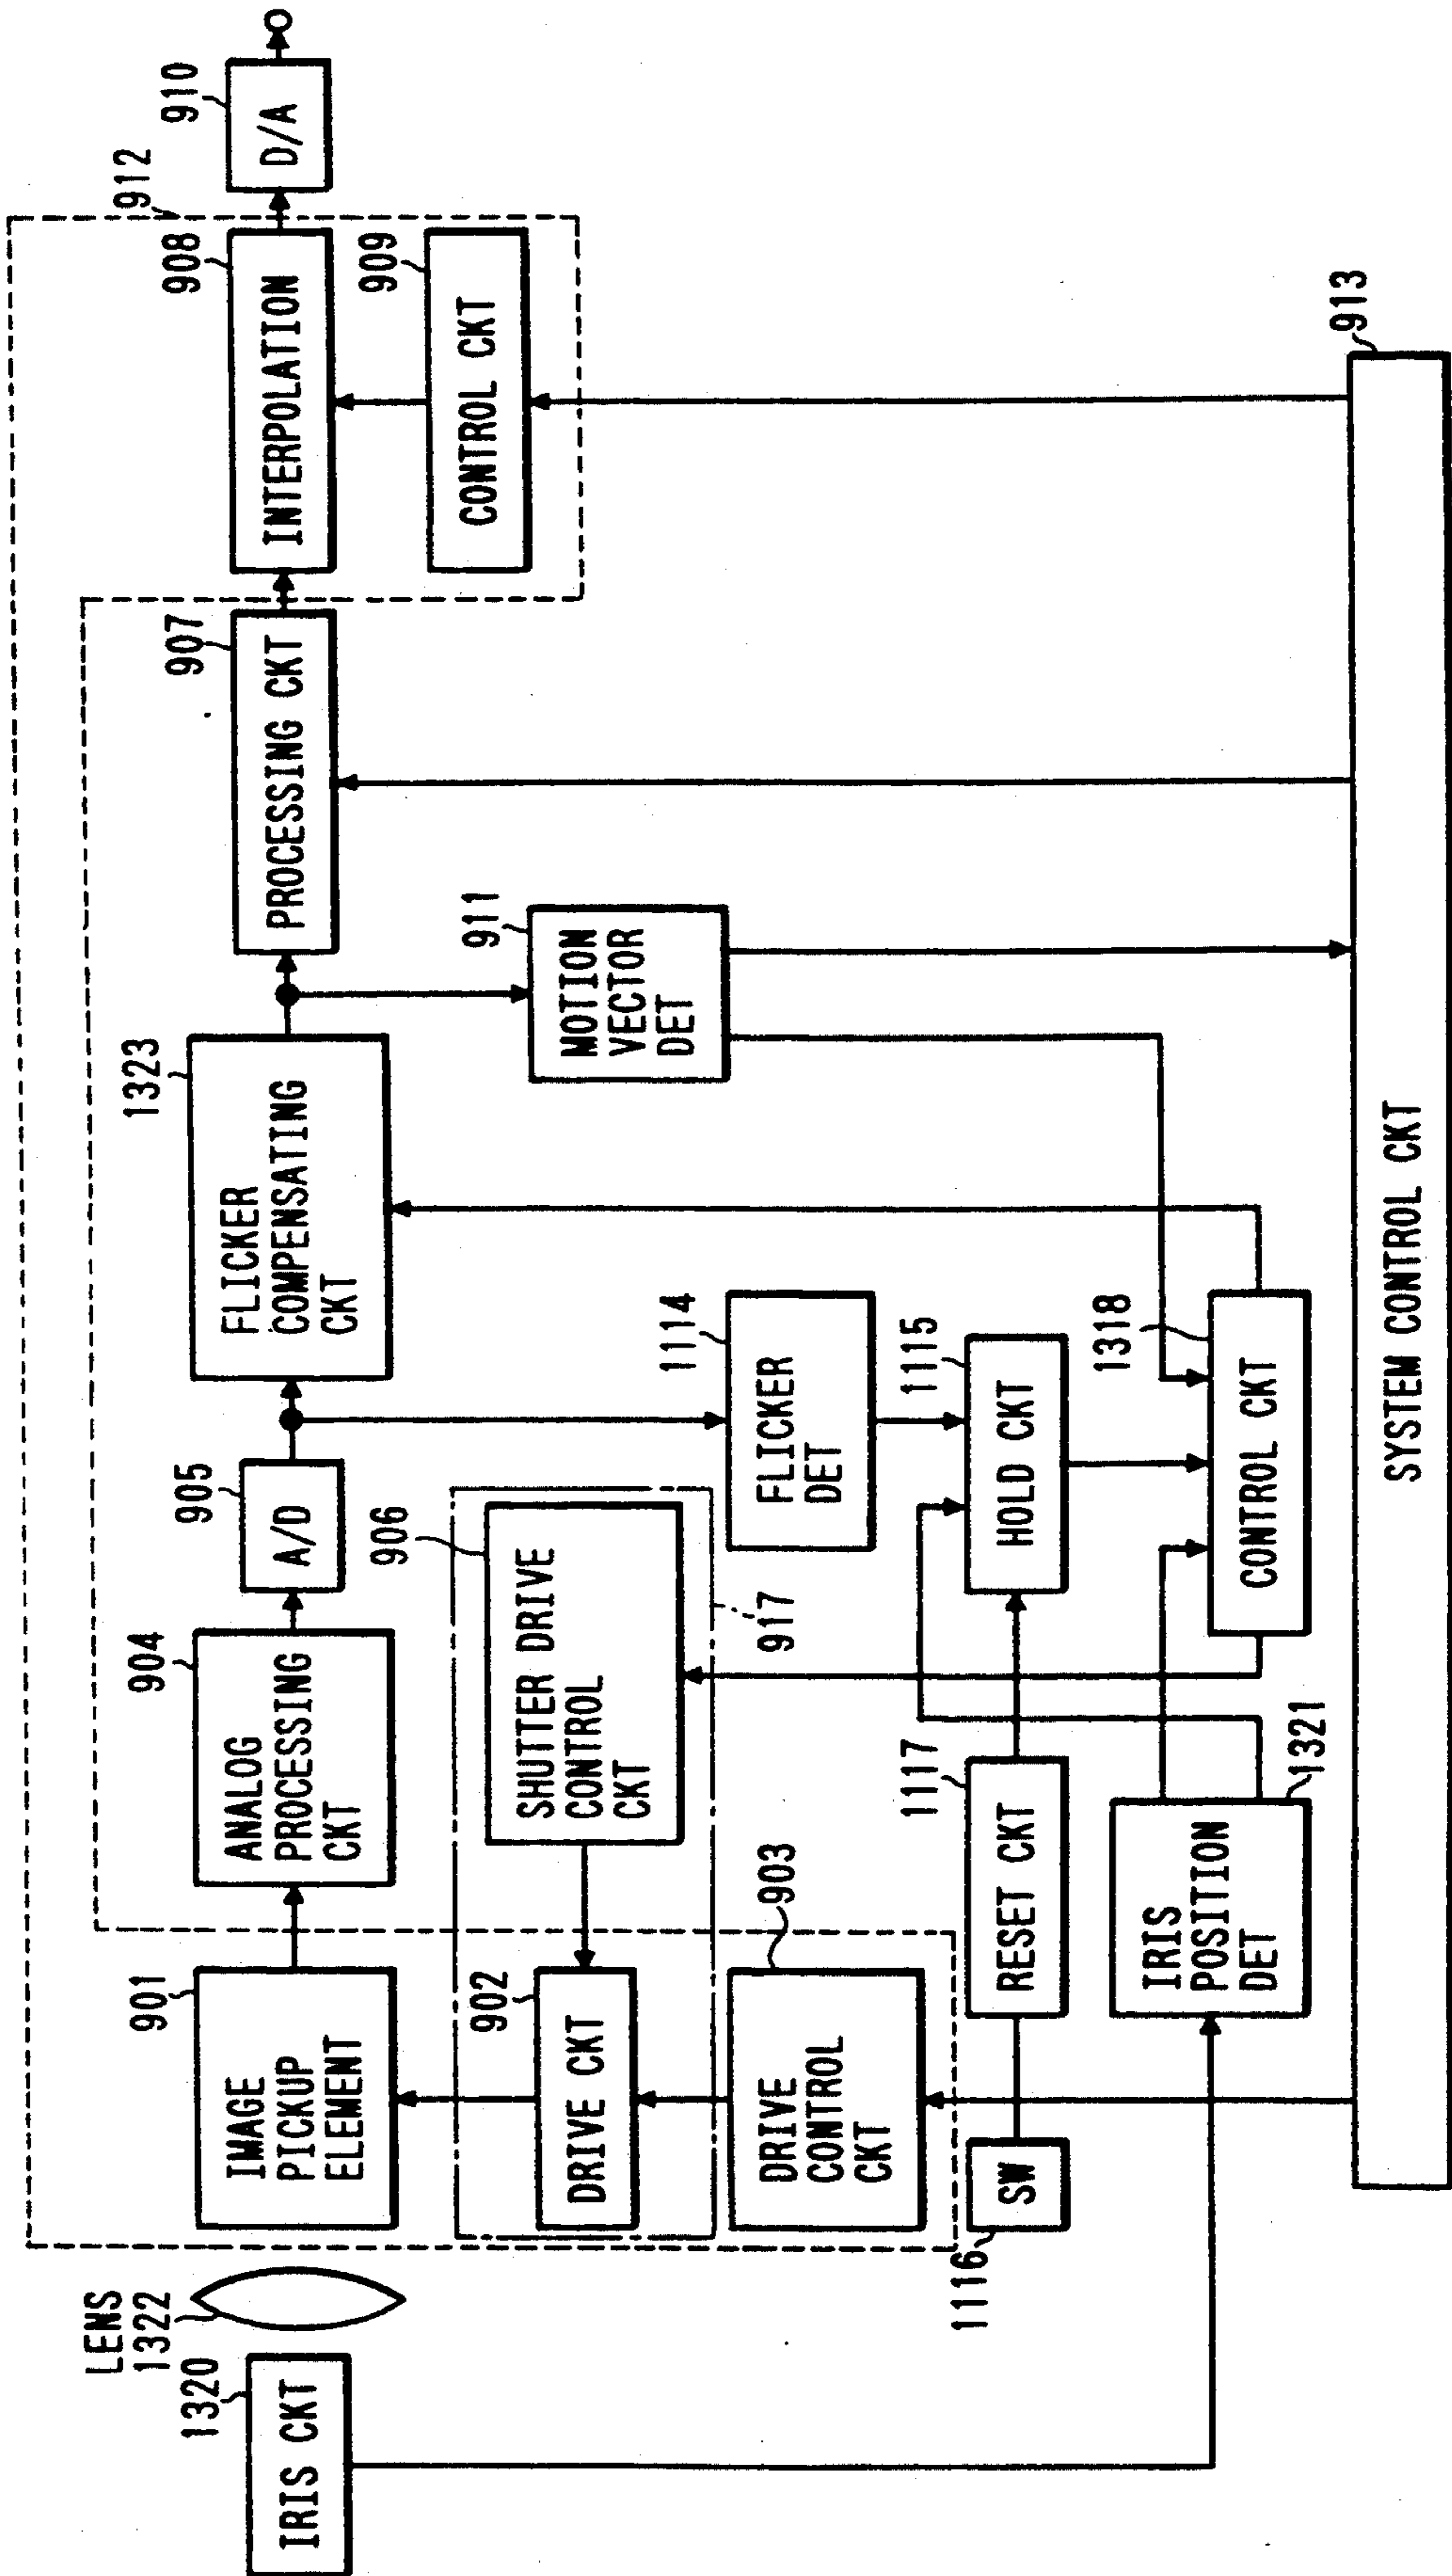 LENS
1322
1320
IRIS CKT
901
IMAGE
PICKUP
ELEMENT
904
ANALOG
PROCESSING
CKT
905
A/D
1323
FLICKER
COMPENSATING
CKT
907
PROCESSING CKT
908
INTERPOLATION
912
910
D/A
909
CONTROL CKT
902
DRIVE CKT
906
SHUTTER DRIVE
CONTROL
CKT
917
911
MOTION
VECTOR
DET
903
DRIVE
CONTROL
CKT
1114
FLICKER
DET
1116
SW
1117
RESET CKT
1115
HOLD CKT
1321
IRIS
POSITION
DET
1318
CONTROL CKT
913
SYSTEM CONTROL CKT